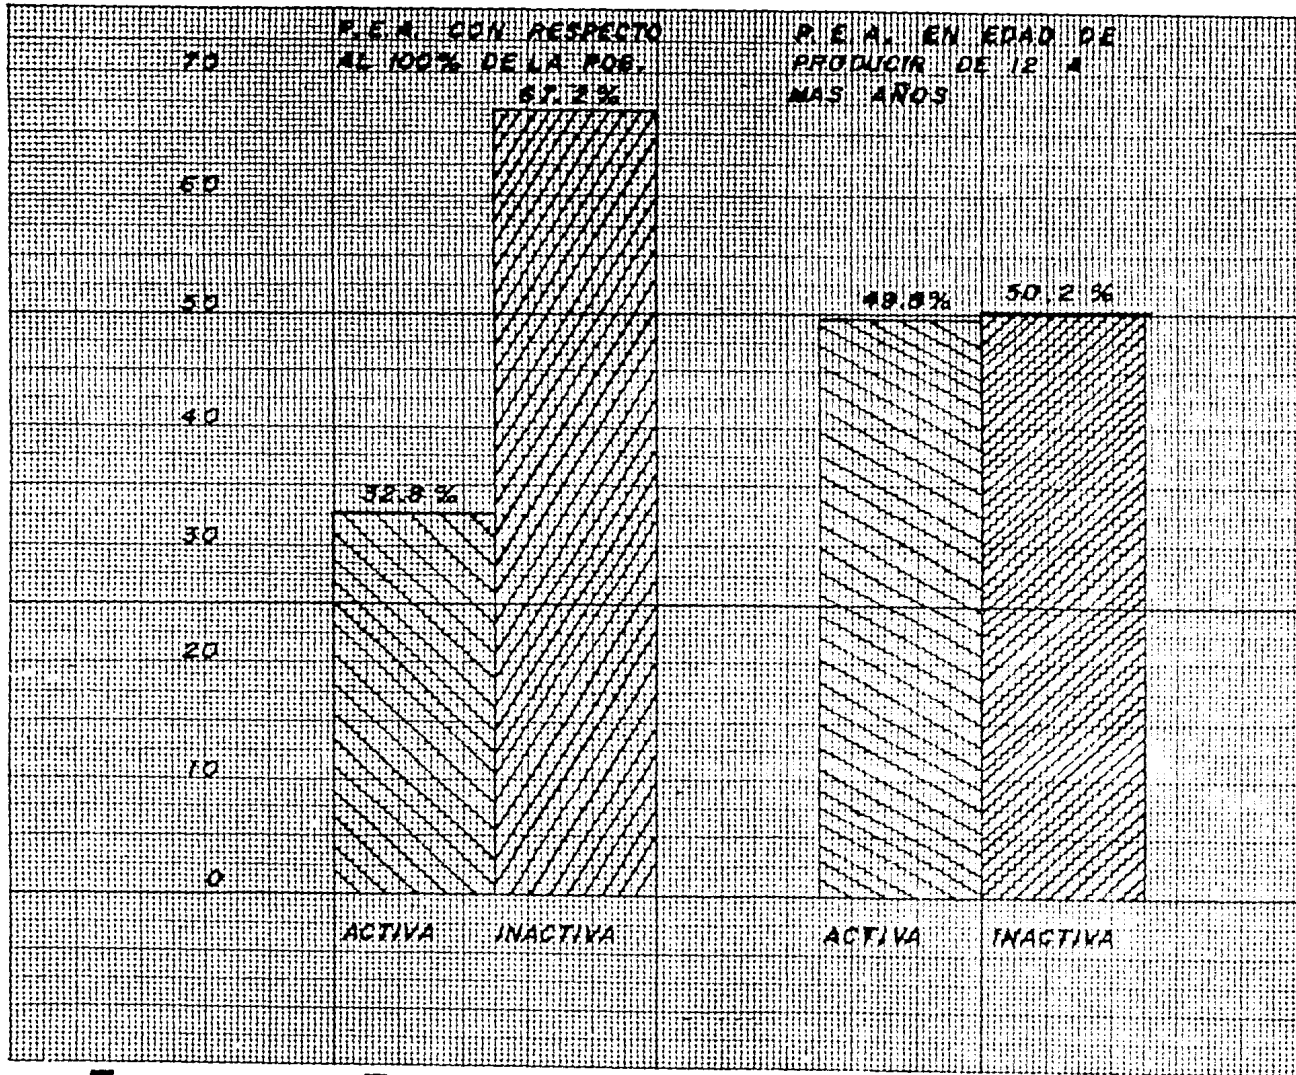 P.E.A. CON RESPECTO
AL 100% DE LA POB.
67.2%
P.E.A. EN EDAD DE
PRODUCIR DE 12 A
MAS AÑOS
70
60
50
40
30
20
10
0
32.8%
49.8%
50.2%
ACTIVA INACTIVA
ACTIVA INACTIVA